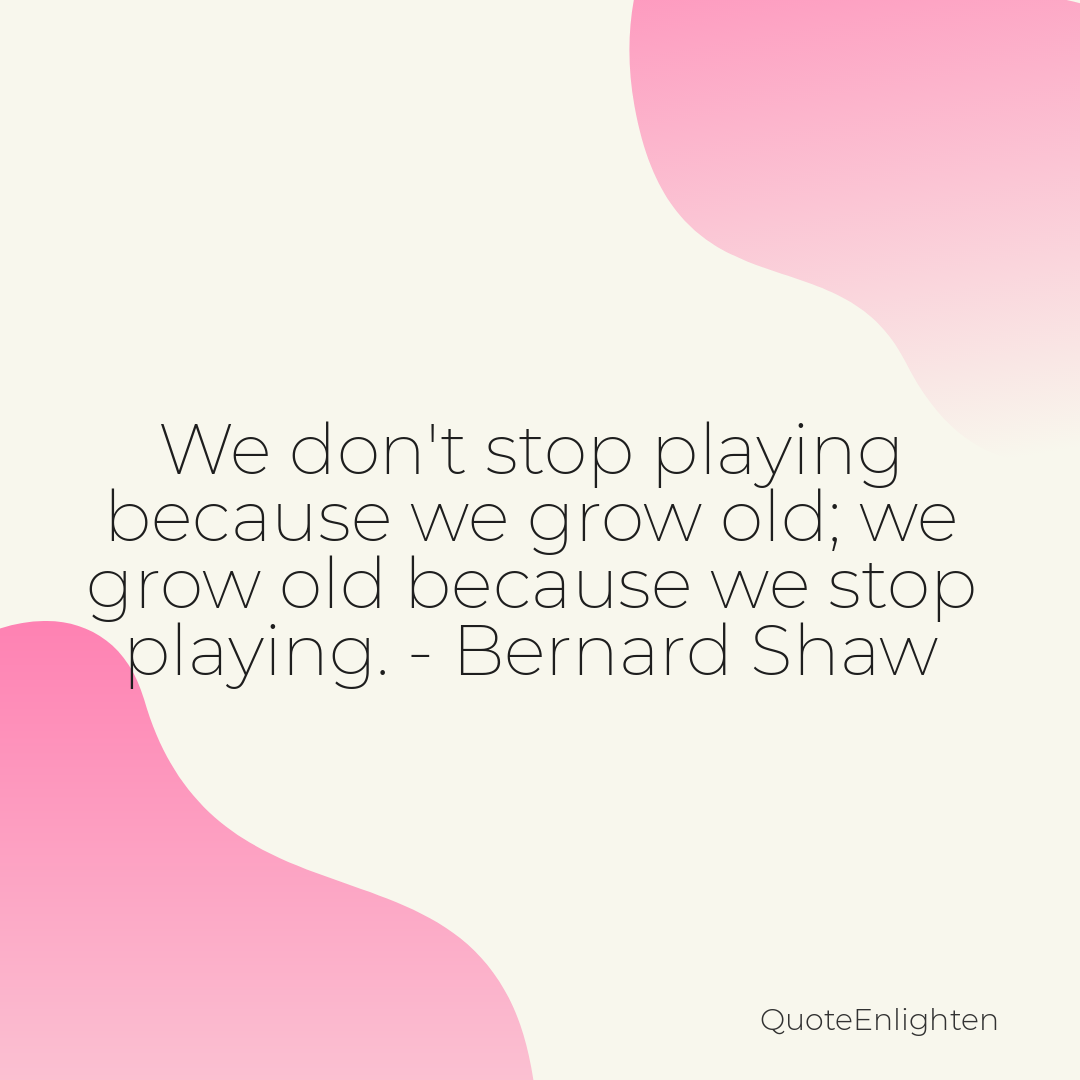 We don't stop playing
because we grow old; we
grow old because we stop
playing. - Bernard Shaw
QuoteEnlighten